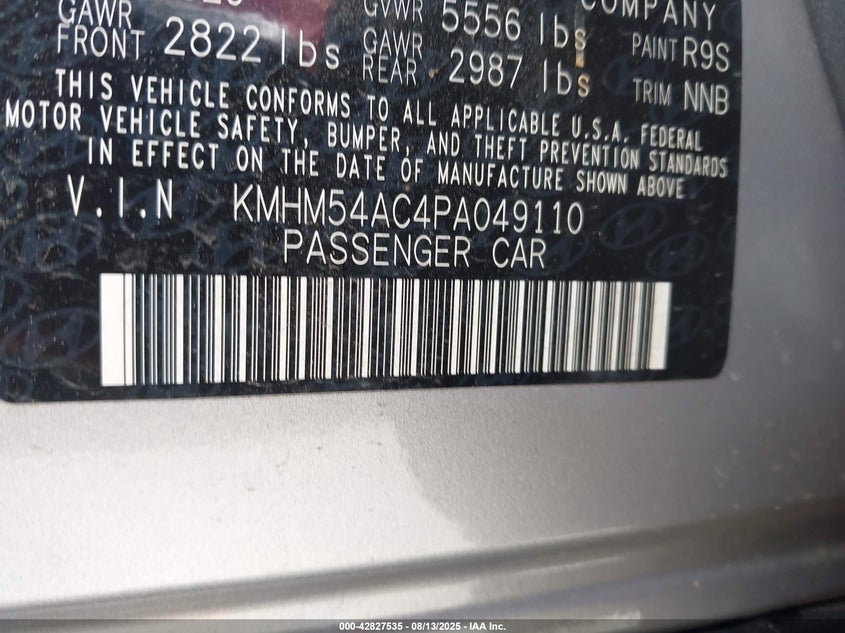 GAWR
FRONT 2822 lbs
GVWR 5556 lbs
GAWR
REAR 2987 lbs
COMPANY
PAINT R9S
TRIM NNB
THIS VEHICLE CONFORMS TO ALL APPLICABLE U.S.A. FEDERAL
MOTOR VEHICLE SAFETY, BUMPER, AND THEFT PREVENTION STANDARDS
IN EFFECT ON THE DATE OF MANUFACTURE SHOWN ABOVE.
V.I.N KMHM54AC4PA049110
PASSENGER CAR
000-42827535 - 08/13/2025 - IAA Inc.